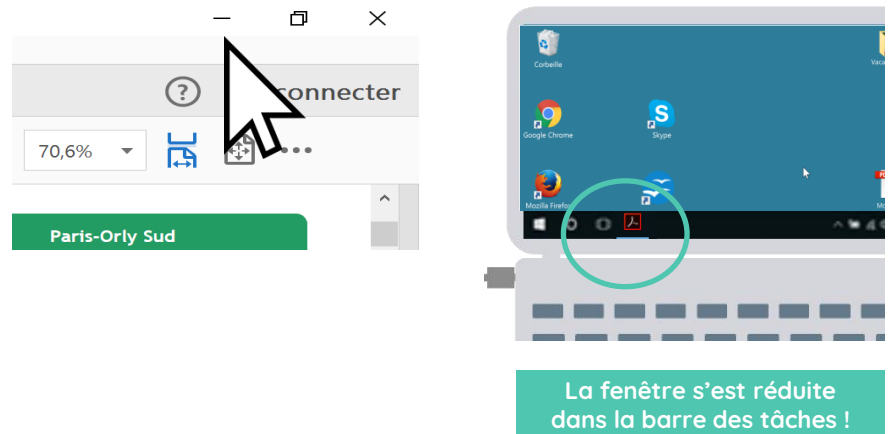 connecter
70,6%
Paris-Orly Sud
Corbeille
Google Chrome
Skype
Mozilla Firefox
La fenêtre s’est réduite
dans la barre des tâches !